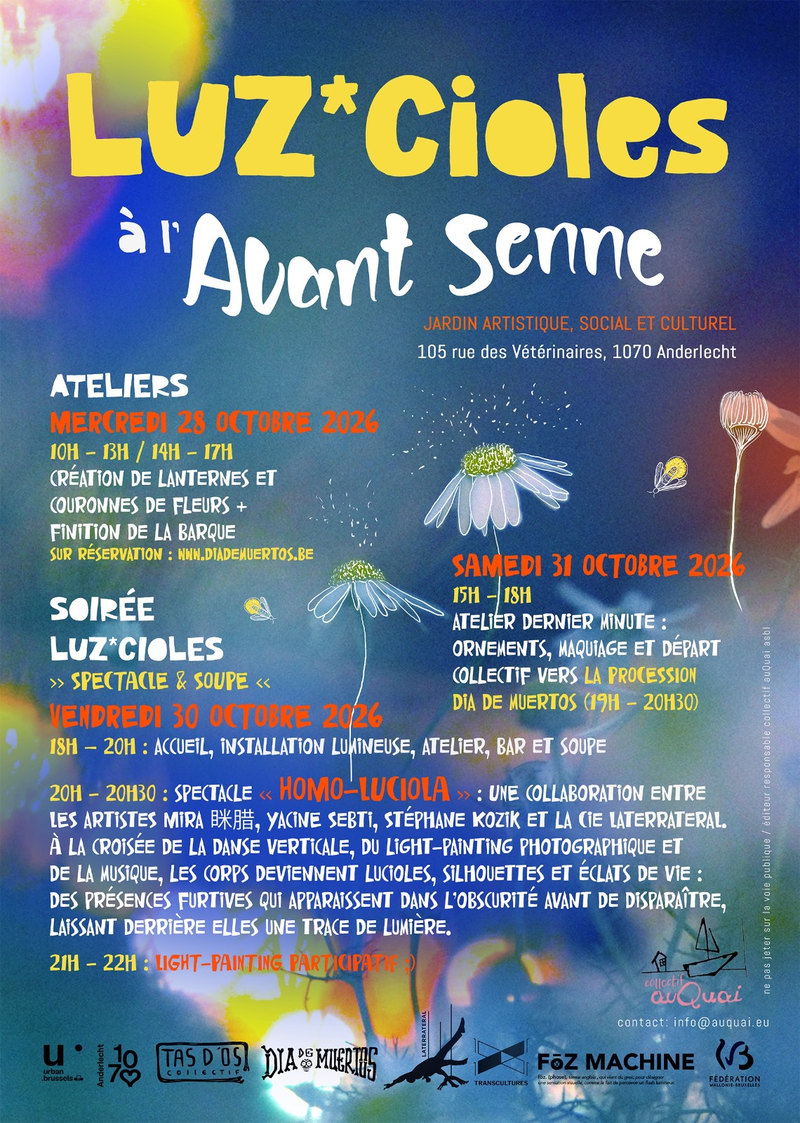 LUZ*Cioles
à l'Avant Senne
JARDIN ARTISTIQUE, SOCIAL ET CULTUREL
105 rue des Vétérinaires, 1070 Anderlecht
ATELIERS
MERCREDI 28 OCTOBRE 2026
10H – 13H / 14H – 17H
CRÉATION DE LANTERNES ET
COURONNES DE FLEURS +
FINITION DE LA BARQUE
SUR RÉSERVATION : WWW.DIADEMUERTOS.BE
SAMEDI 31 OCTOBRE 2026
15H – 18H
ATELIER DERNIER MINUTE :
ORNEMENTS, MAQUIAGE ET DÉPART
COLLECTIF VERS LA PROCESSION
DIA DE MUERTOS (19H – 20H30)
SOIRÉE
LUZ*CIOLES
>> SPECTACLE & SOUPE <<
VENDREDI 30 OCTOBRE 2026
18H – 20H : ACCUEIL, INSTALLATION LUMINEUSE, ATELIER, BAR ET SOUPE
20H – 20H30 : SPECTACLE « HOMO-LUCIOLA » : UNE COLLABORATION ENTRE
LES ARTISTES MIRA 眯腊, YACINE SEBTI, STÉPHANE KOZIK ET LA CIE LATERRATERAL.
À LA CROISÉE DE LA DANSE VERTICALE, DU LIGHT-PAINTING PHOTOGRAPHIQUE ET
DE LA MUSIQUE, LES CORPS DEVIENNENT LUCIOLES, SILHOUETTES ET ÉCLATS DE VIE :
DES PRÉSENCES FURTIVES QUI APPARAISSENT DANS L'OBSCURITÉ AVANT DE DISPARAÎTRE,
LAISSANT DERRIÈRE ELLES UNE TRACE DE LUMIÈRE.
21H – 22H : LIGHT-PAINTING PARTICIPATIF :)
ne pas jeter sur la voie publique / éditeur responsable collectif auQuai asbl
collectif
auQuai
contact: info@auquai.eu
u
urban
.brussels
Anderlecht
1070
TAS D'OS
COLLECTIF
DIA DE MUERTOS
LATERRATERAL
TRANSCULTURES
FōZ MACHINE
FÉDÉRATION
WALLONIE-BRUXELLES